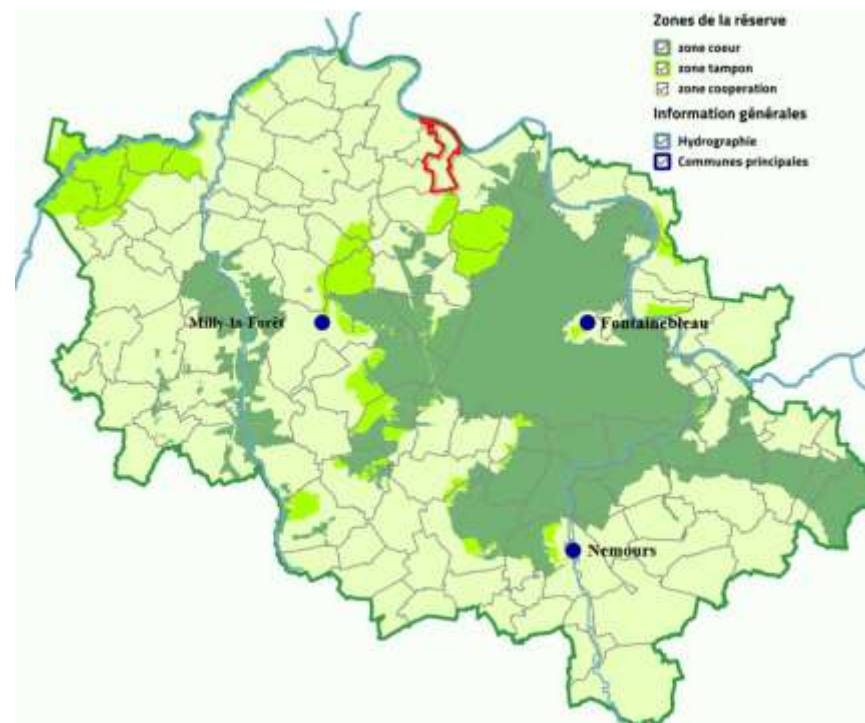 Zones de la réserve
zone coeur
zone tampon
zone cooperation
Information générales
Hydrographie
Communes principales
Milly-la Forêt
Fontainebleau
Nemours